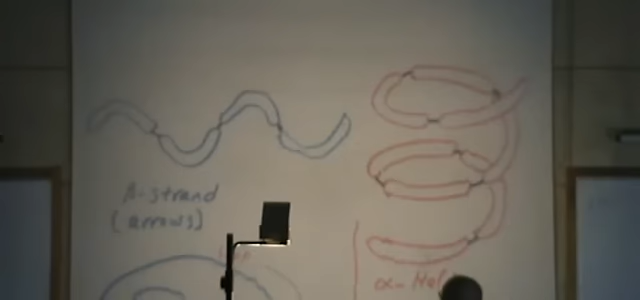 β-strand
(arrows)
α-Hel